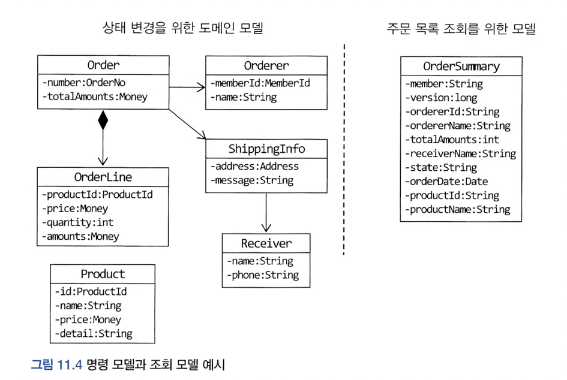 상태 변경을 위한 도메인 모델
Order
-number:OrderNo
-totalAmounts:Money
Orderer
-memberId:MemberId
-name:String
ShippingInfo
-address:Address
-message:String
OrderLine
-productId:ProductId
-price:Money
-quantity:int
-amounts:Money
Receiver
-name:String
-phone:String
Product
-id:ProductId
-name:String
-price:Money
-detail:String
주문 목록 조회를 위한 모델
OrderSummary
-member:String
-version:long
-ordererId:String
-ordererName:String
-totalAmounts:int
-receiverName:String
-state:String
-orderDate:Date
-productId:String
-productName:String
그림 11.4 명령 모델과 조회 모델 예시